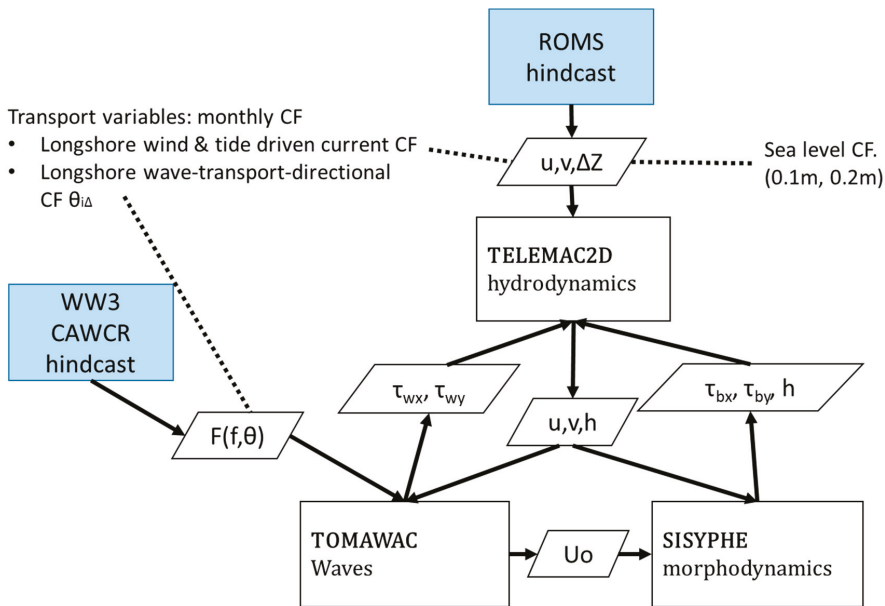 ROMS
hindcast
Transport variables: monthly CF
• Longshore wind & tide driven current CF
• Longshore wave-transport-directional
CF θiΔ
u,v,ΔZ
Sea level CF.
(0.1m, 0.2m)
TELEMAC2D
hydrodynamics
WW3
CAWCR
hindcast
τwx, τwy
τbx, τby, h
u,v,h
F(f,θ)
TOMAWAC
Waves
Uo
SISYPHE
morphodynamics